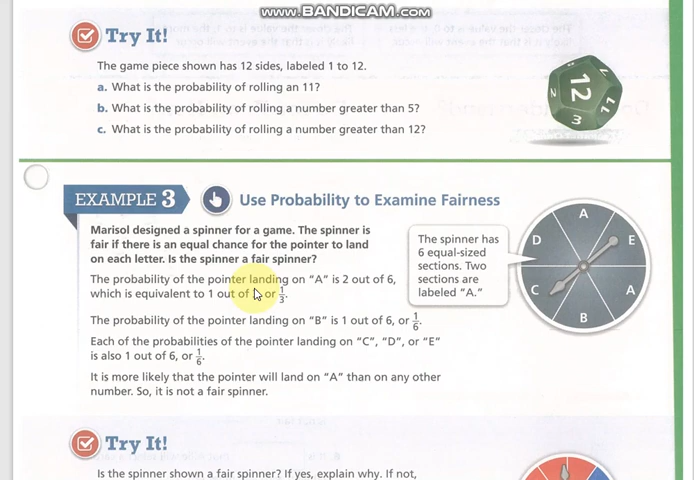 www.BANDICAM.com
Try It!
The game piece shown has 12 sides, labeled 1 to 12.
a. What is the probability of rolling an 11?
b. What is the probability of rolling a number greater than 5?
c. What is the probability of rolling a number greater than 12?
12
11
3
EXAMPLE 3
Use Probability to Examine Fairness
Marisol designed a spinner for a game. The spinner is
fair if there is an equal chance for the pointer to land
on each letter. Is the spinner a fair spinner?
The probability of the pointer landing on "A" is 2 out of 6,
which is equivalent to 1 out of or 1/3.
The probability of the pointer landing on "B" is 1 out of 6, or 1/6.
Each of the probabilities of the pointer landing on "C", "D", or "E"
is also 1 out of 6, or 1/6.
It is more likely that the pointer will land on "A" than on any other
number. So, it is not a fair spinner.
The spinner has
6 equal-sized
sections. Two
sections are
labeled "A."
A
D
E
C
A
B
Try It!
Is the spinner shown a fair spinner? If yes, explain why. If not,